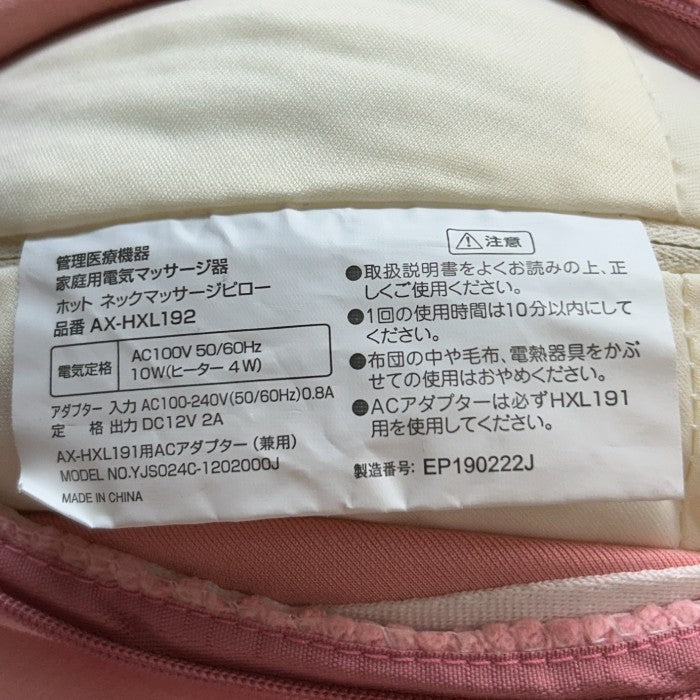 管理医療機器
家庭用電気マッサージ器
ホット ネックマッサージピロー
品番 AX-HXL192
電気定格 AC100V 50/60Hz
10W(ヒーター 4W)
アダプター 入力 AC100-240V(50/60Hz)0.8A
定 格 出力 DC12V 2A
AX-HXL191用ACアダプター(兼用)
MODEL NO.YJS024C-1202000J
MADE IN CHINA
⚠注意
●取扱説明書をよくお読みの上、正
しくご使用ください。
●1回の使用時間は10分以内にして
ください。
●布団の中や毛布、電熱器具をかぶ
せての使用はおやめください。
●ACアダプターは必ずHXL191
用を使用してください。
製造番号: EP190222J